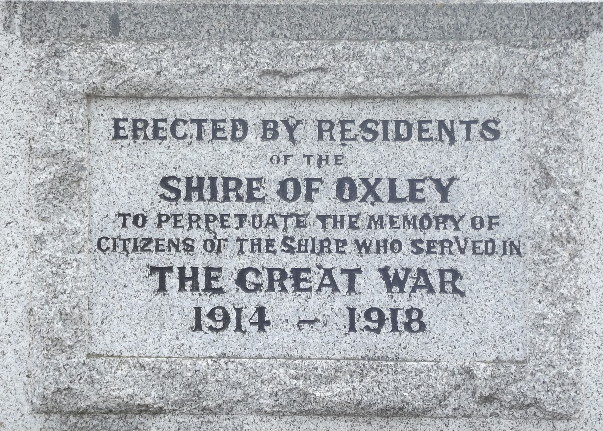 ERECTED BY RESIDENTS
OF THE
SHIRE OF OXLEY
TO PERPETUATE THE MEMORY OF
CITIZENS OF THE SHIRE WHO SERVED IN
THE GREAT WAR
1914 – 1918